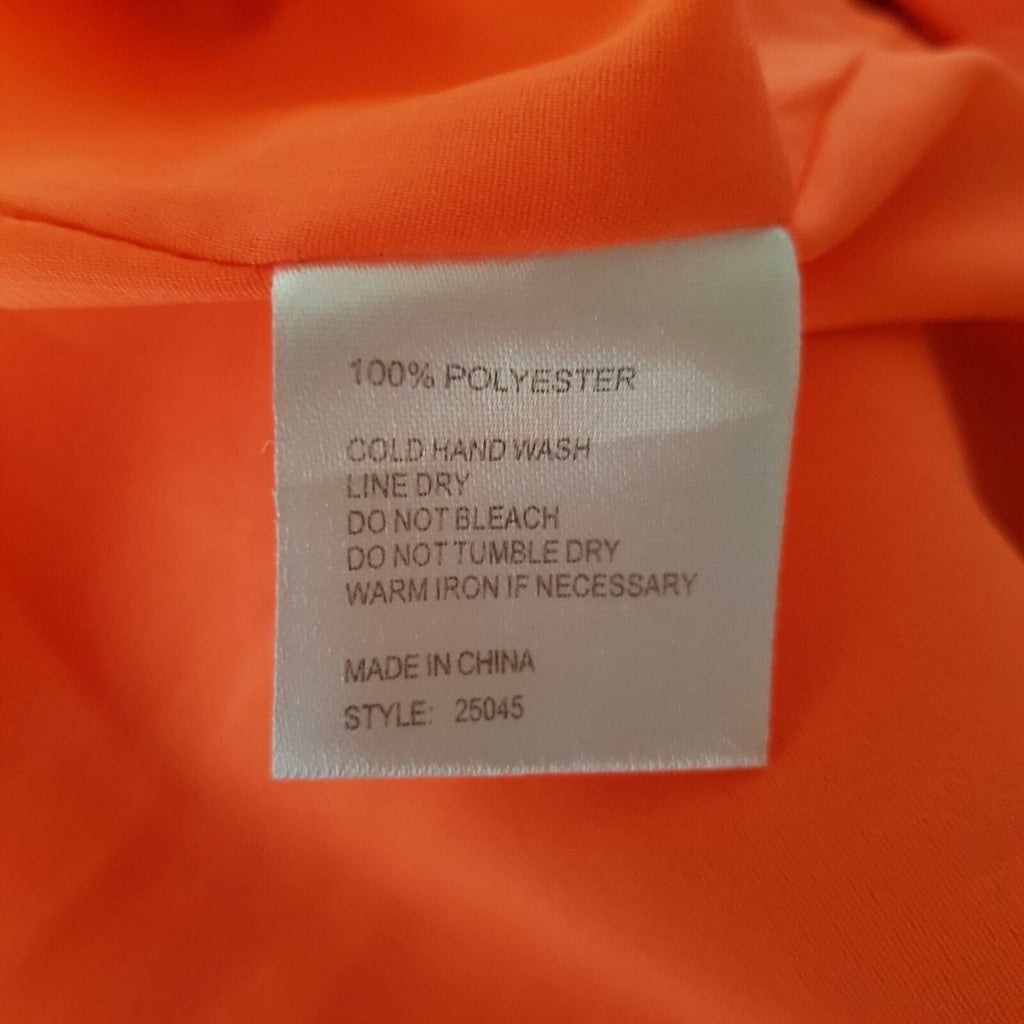 100% POLYESTER
COLD HAND WASH
LINE DRY
DO NOT BLEACH
DO NOT TUMBLE DRY
WARM IRON IF NECESSARY
MADE IN CHINA
STYLE: 25045